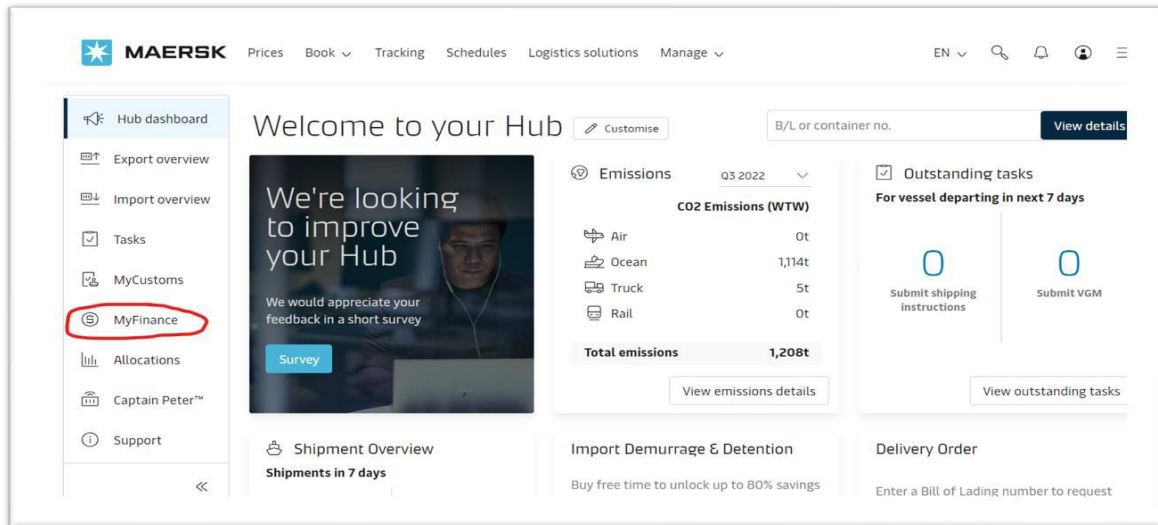 MAERSK
Prices
Book
Tracking
Schedules
Logistics solutions
Manage
EN
Hub dashboard
Export overview
Import overview
Tasks
MyCustoms
MyFinance
Allocations
Captain Peter™
Support
Welcome to your Hub
Customise
B/L or container no.
View details
We're looking
to improve
your Hub
We would appreciate your
feedback in a short survey
Survey
Emissions
Q3 2022
CO2 Emissions (WTW)
Air 0t
Ocean 1,114t
Truck 5t
Rail 0t
Total emissions 1,208t
View emissions details
Outstanding tasks
For vessel departing in next 7 days
0
Submit shipping
instructions
0
Submit VGM
View outstanding tasks
Shipment Overview
Shipments in 7 days
Import Demurrage & Detention
Buy free time to unlock up to 80% savings
Delivery Order
Enter a Bill of Lading number to request